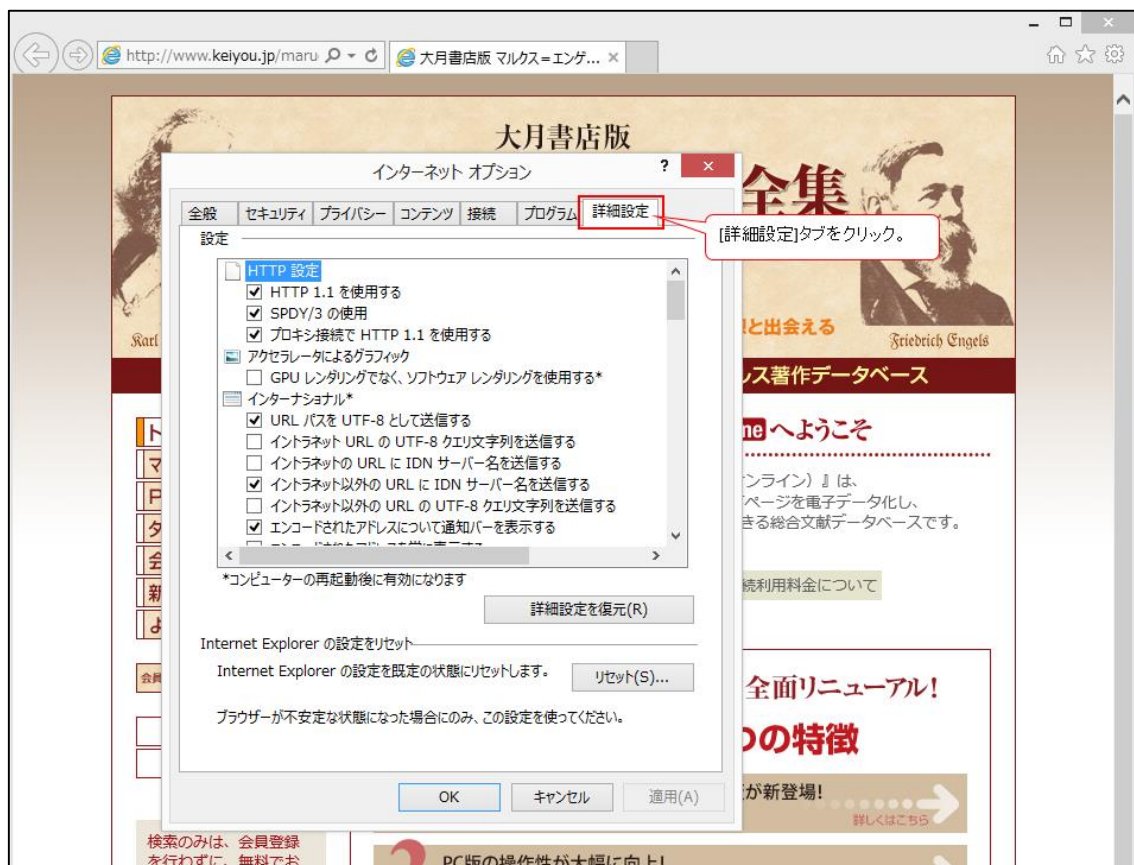 http://www.keiyou.jp/maru
大月書店版 マルクス＝エンゲ...
大月書店版
全集
インターネット オプション
全般 セキュリティ プライバシー コンテンツ 接続 プログラム 詳細設定
[詳細設定]タブをクリック。
設定
HTTP 設定
HTTP 1.1 を使用する
SPDY/3 の使用
プロキシ接続で HTTP 1.1 を使用する
アクセラレータによるグラフィック
GPU レンダリングでなく、ソフトウェア レンダリングを使用する*
インターナショナル*
URL パスを UTF-8 として送信する
イントラネット URL の UTF-8 クエリ文字列を送信する
イントラネットの URL に IDN サーバー名を送信する
イントラネット以外の URL に IDN サーバー名を送信する
イントラネット以外の URL の UTF-8 クエリ文字列を送信する
エンコードされたアドレスについて通知バーを表示する
*コンピューターの再起動後に有効になります
詳細設定を復元(R)
Internet Explorer の設定をリセット
Internet Explorer の設定を既定の状態にリセットします。
リセット(S)...
ブラウザーが不安定な状態になった場合にのみ、この設定を使ってください。
OK キャンセル 適用(A)
Karl
と出会える
Friedrich Engels
ス著作データベース
ト
マ
P
タ
会
新
よ
へようこそ
ンライン）』は、
ページを電子データ化し、
きる総合文献データベースです。
続利用料金について
会員
全面リニューアル!
つの特徴
が新登場!
詳しくはこちら
検索のみは、会員登録
を行わずに、無料でお
2
PC版の操作性が大幅に向上!